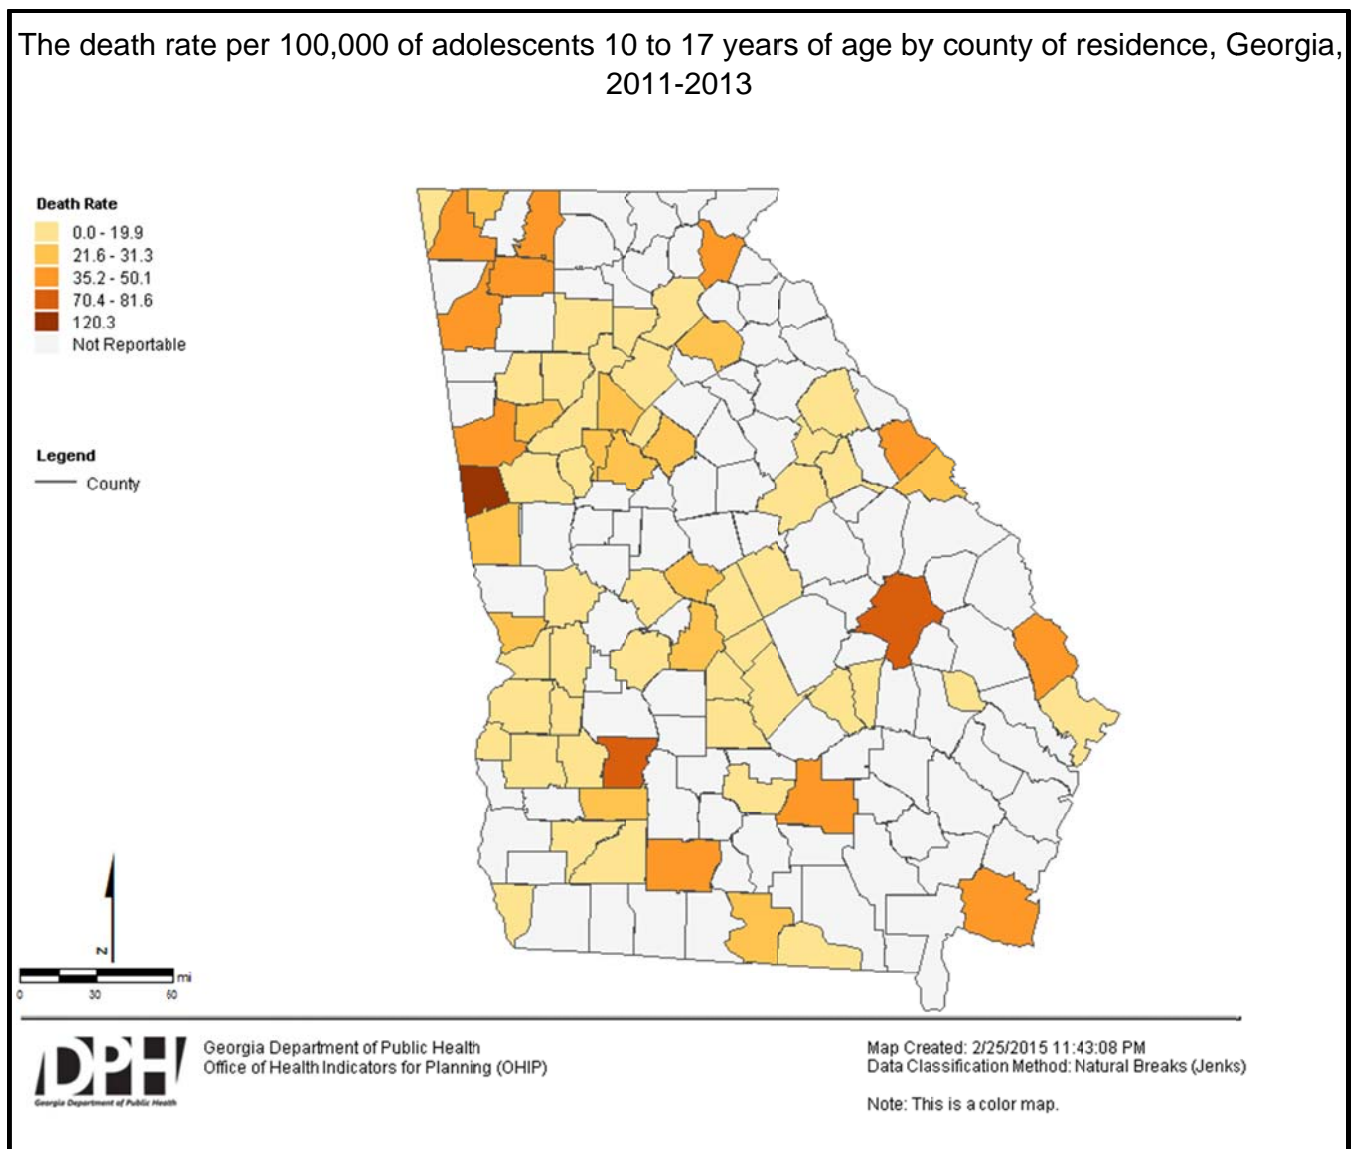 The death rate per 100,000 of adolescents 10 to 17 years of age by county of residence, Georgia,
2011-2013
Death Rate
0.0 - 19.9
21.6 - 31.3
35.2 - 50.1
70.4 - 81.6
120.3
Not Reportable
Legend
County
N
mi
0 30 60
DPH
Georgia Department of Public Health
Georgia Department of Public Health
Office of Health Indicators for Planning (OHIP)
Map Created: 2/25/2015 11:43:08 PM
Data Classification Method: Natural Breaks (Jenks)
Note: This is a color map.